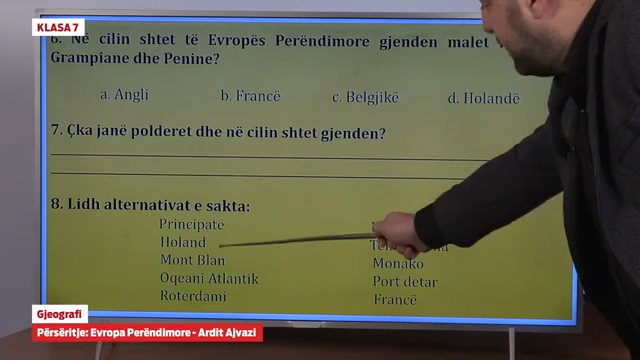 KLASA 7
6. Në cilin shtet të Evropës Perëndimore gjenden malet
Grampiane dhe Penine?
a. Angli b. Francë c. Belgjikë d. Holandë
7. Çka janë polderet dhe në cilin shtet gjenden?
8. Lidh alternativat e sakta:
Principatë
Holand
Mont Blan Monako
Oqeani Atlantik Port detar
Roterdami Francë
Gjeografi
Përsëritje: Evropa Perëndimore - Ardit Ajvazi